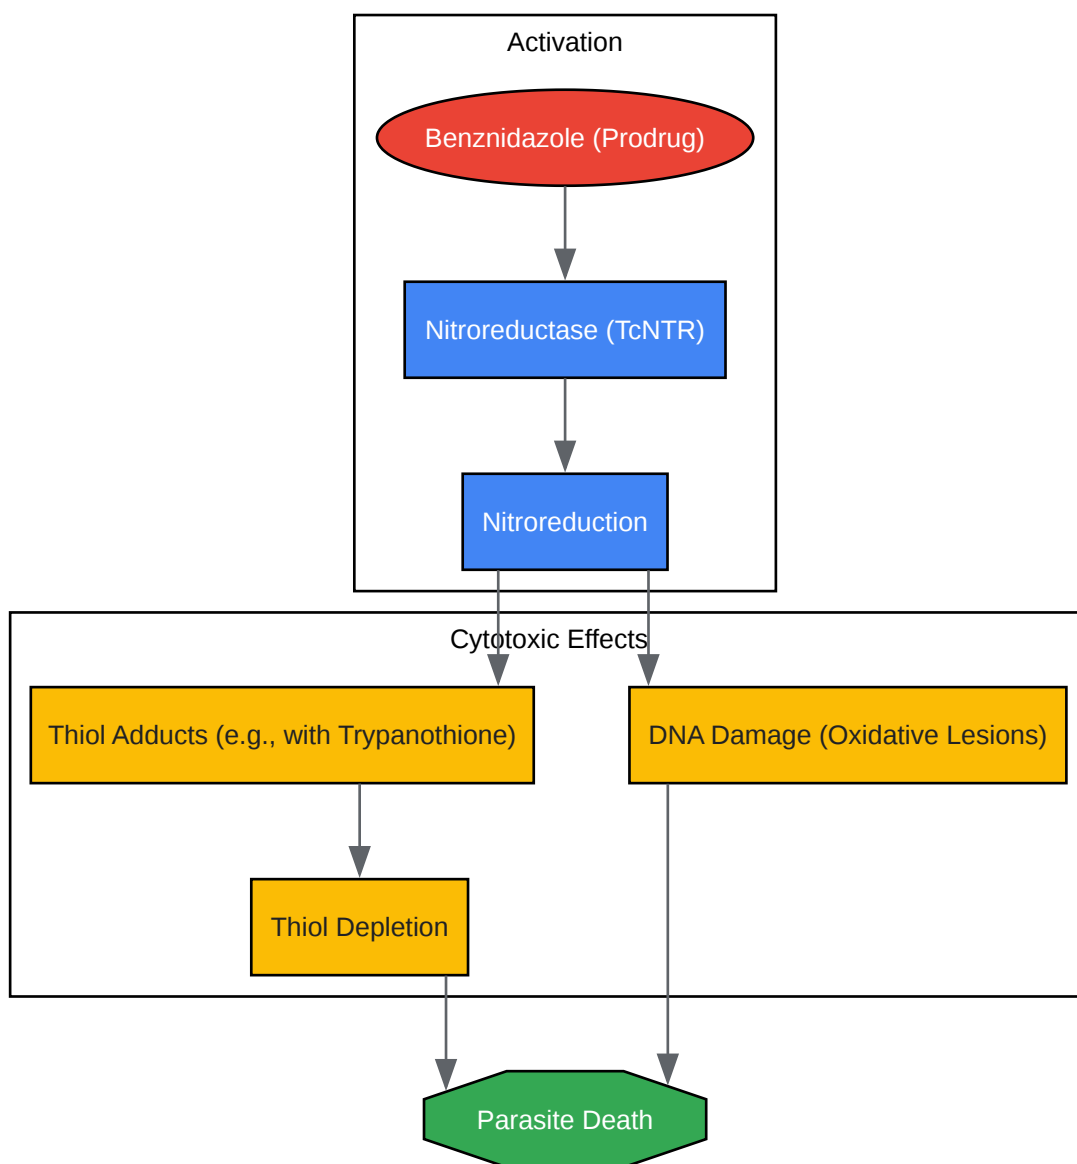 Activation
Benznidazole (Prodrug)
Nitroreductase (TcNTR)
Nitroreduction
Cytotoxic Effects
Thiol Adducts (e.g., with Trypanothione)
DNA Damage (Oxidative Lesions)
Thiol Depletion
Parasite Death